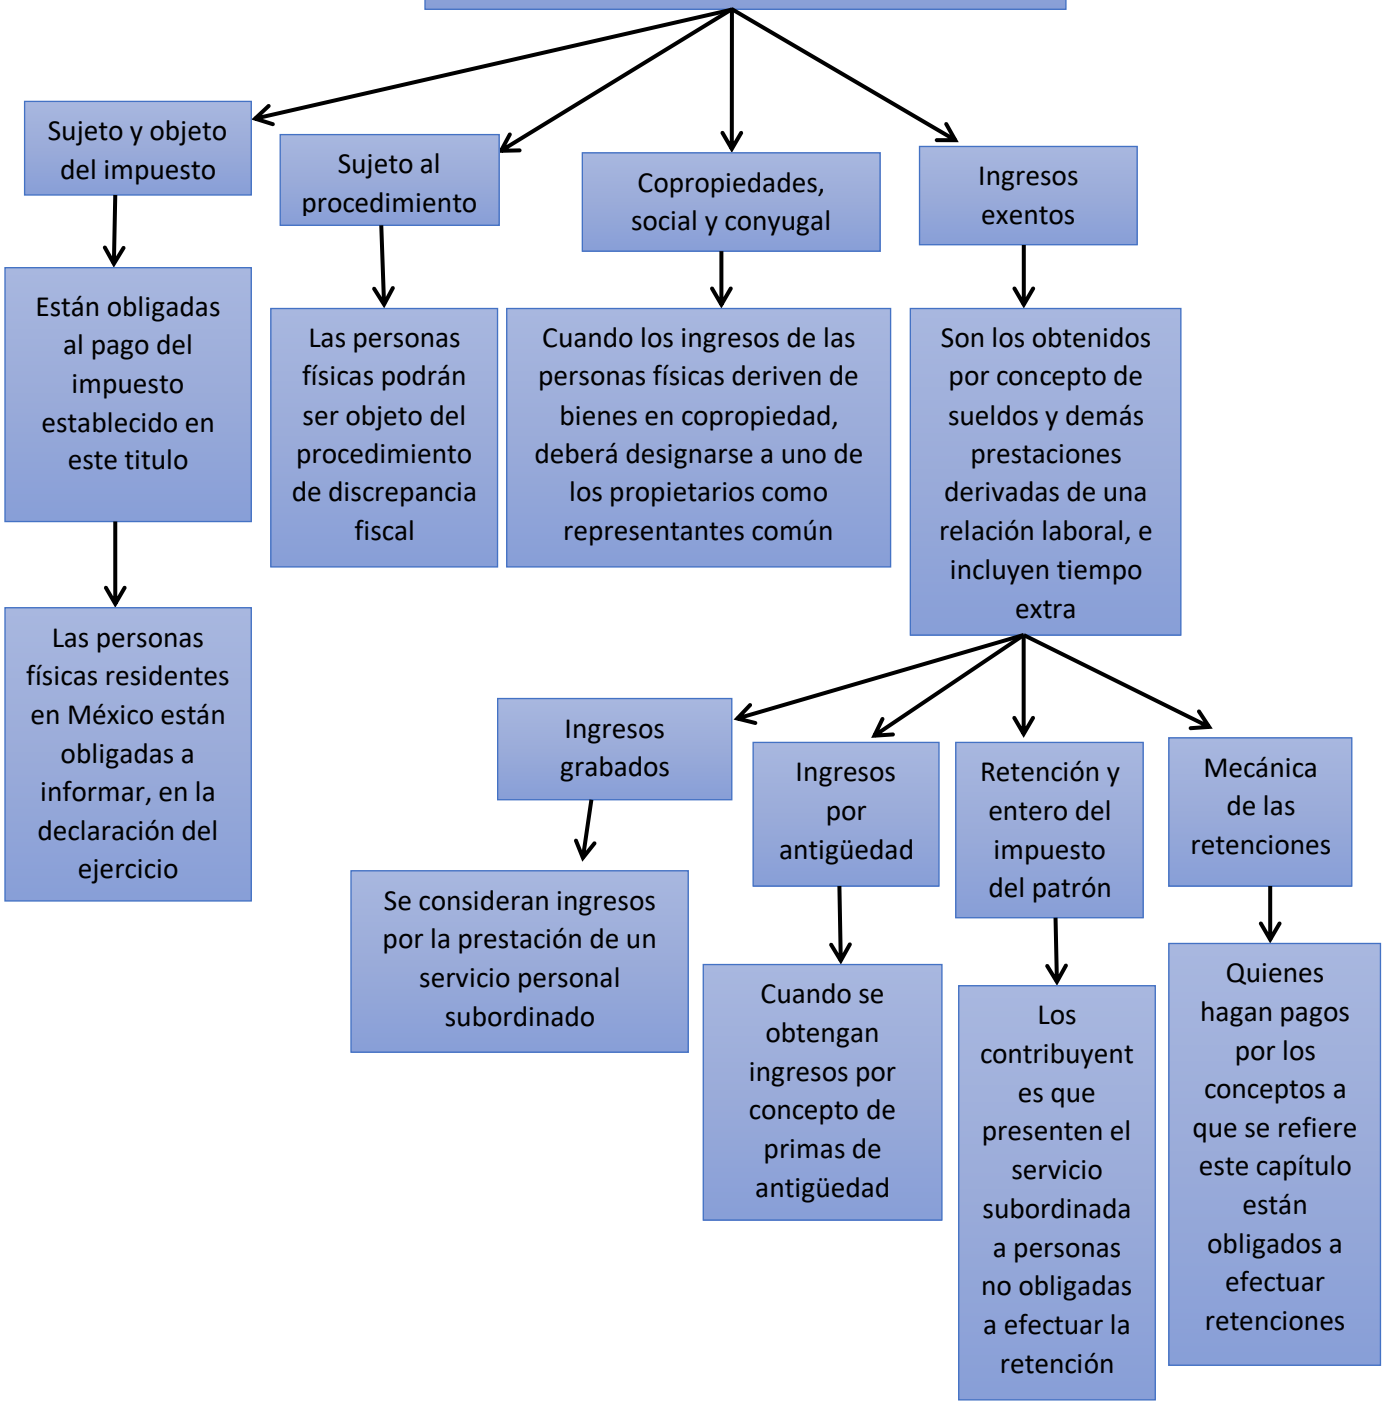 Sujeto y objeto
del impuesto
Sujeto al
procedimiento
Copropiedades,
social y conyugal
Ingresos
exentos
Están obligadas
al pago del
impuesto
establecido en
este titulo
Las personas
físicas podrán
ser objeto del
procedimiento
de discrepancia
fiscal
Cuando los ingresos de las
personas físicas deriven de
bienes en copropiedad,
deberá designarse a uno de
los propietarios como
representantes común
Son los obtenidos
por concepto de
sueldos y demás
prestaciones
derivadas de una
relación laboral, e
incluyen tiempo
extra
Las personas
físicas residentes
en México están
obligadas a
informar, en la
declaración del
ejercicio
Ingresos
grabados
Ingresos
por
antigüedad
Retención y
entero del
impuesto
del patrón
Mecánica
de las
retenciones
Se consideran ingresos
por la prestación de un
servicio personal
subordinado
Cuando se
obtengan
ingresos por
concepto de
primas de
antigüedad
Los
contribuyent
es que
presenten el
servicio
subordinada
a personas
no obligadas
a efectuar la
retención
Quienes
hagan pagos
por los
conceptos a
que se refiere
este capítulo
están
obligados a
efectuar
retenciones